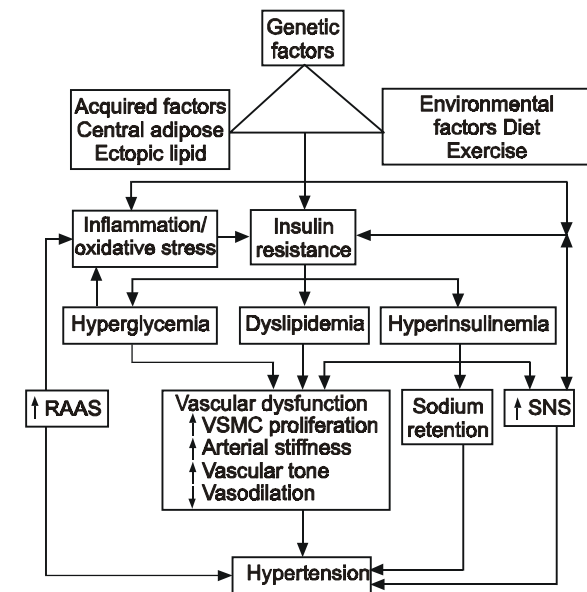 Genetic
factors
Acquired factors
Central adipose
Ectopic lipid
Environmental
factors Diet
Exercise
Inflammation/
oxidative stress
Insulin
resistance
Hyperglycemia
Dyslipidemia
Hyperinsulinemia
↑ RAAS
Vascular dysfunction
↑ VSMC proliferation
↑ Arterial stiffness
↑ Vascular tone
↓ Vasodilation
Sodium
retention
↑ SNS
Hypertension